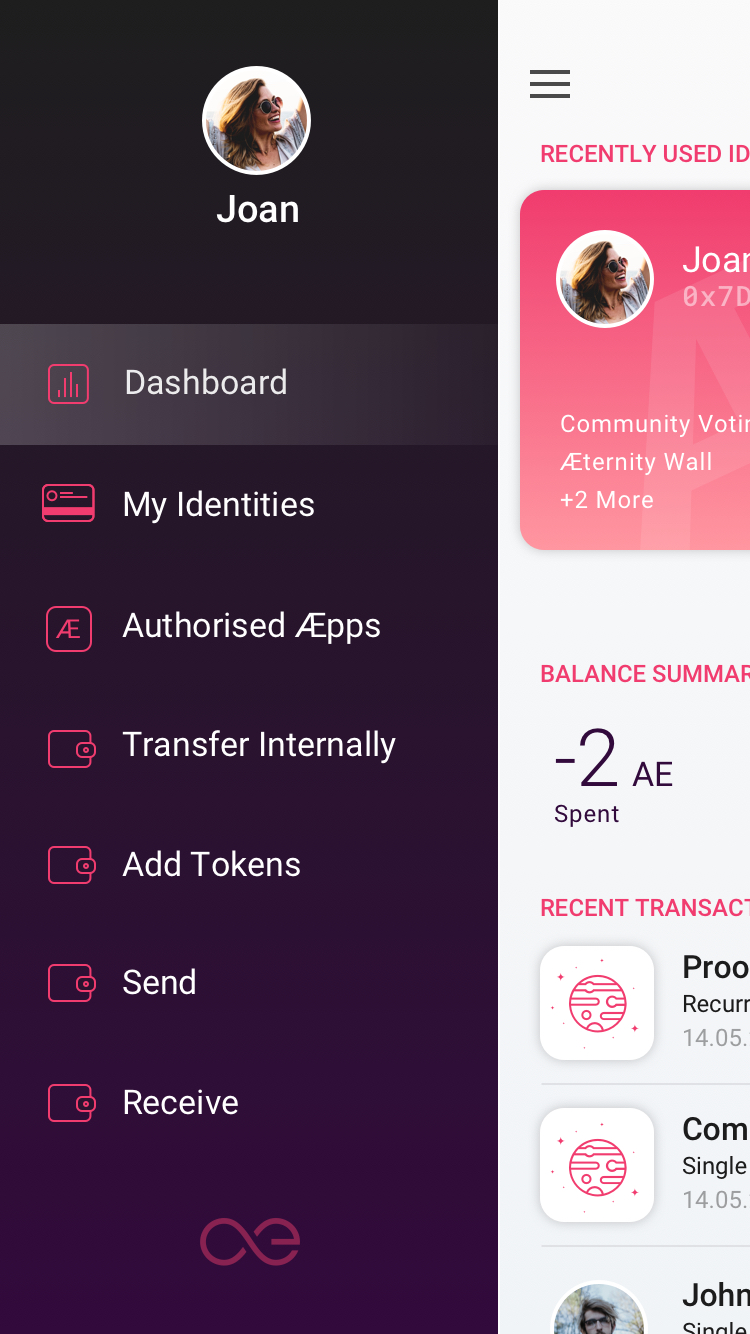 Joan
Dashboard
My Identities
Æ
Authorised Æpps
Transfer Internally
Add Tokens
Send
Receive
RECENTLY USED ID
Joan
0x7D
Community Votin
Æternity Wall
+2 More
BALANCE SUMMAR
-2 AE
Spent
RECENT TRANSACT
Proo
Recurr
14.05.
Com
Single
14.05.
John
Single